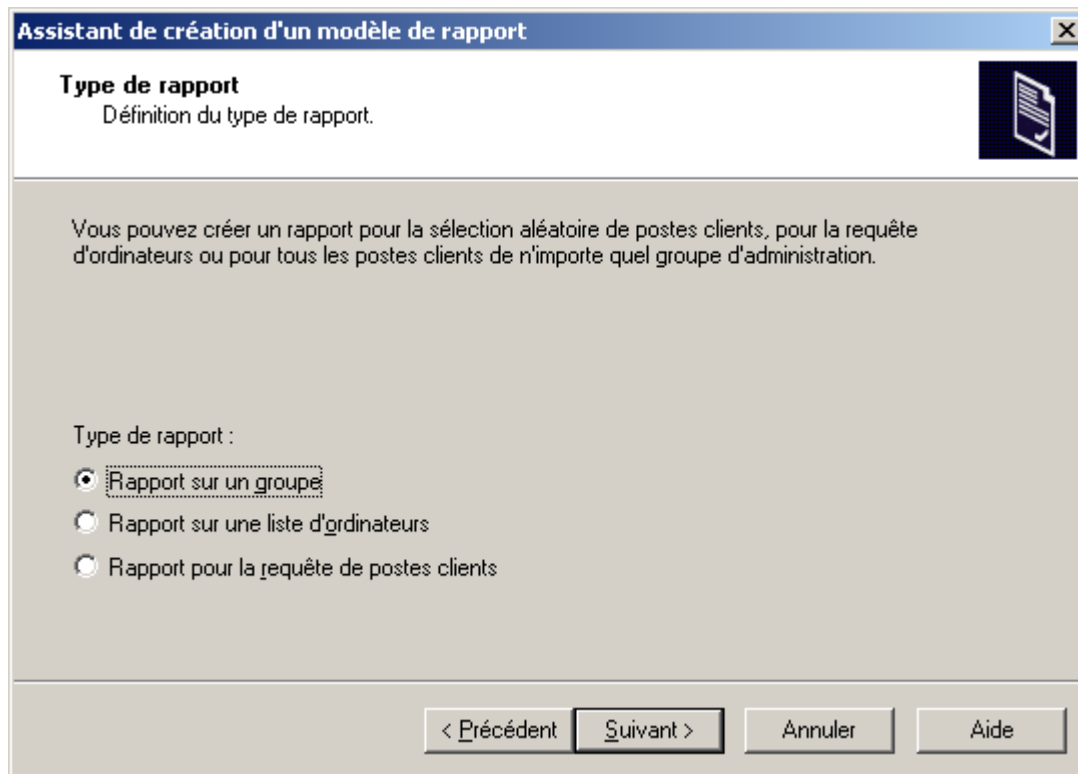 Assistant de création d'un modèle de rapport
Type de rapport
Définition du type de rapport.
Vous pouvez créer un rapport pour la sélection aléatoire de postes clients, pour la requête
d'ordinateurs ou pour tous les postes clients de n'importe quel groupe d'administration.
Type de rapport :
Rapport sur un groupe
Rapport sur une liste d'ordinateurs
Rapport pour la requête de postes clients
< Précédent Suivant > Annuler Aide